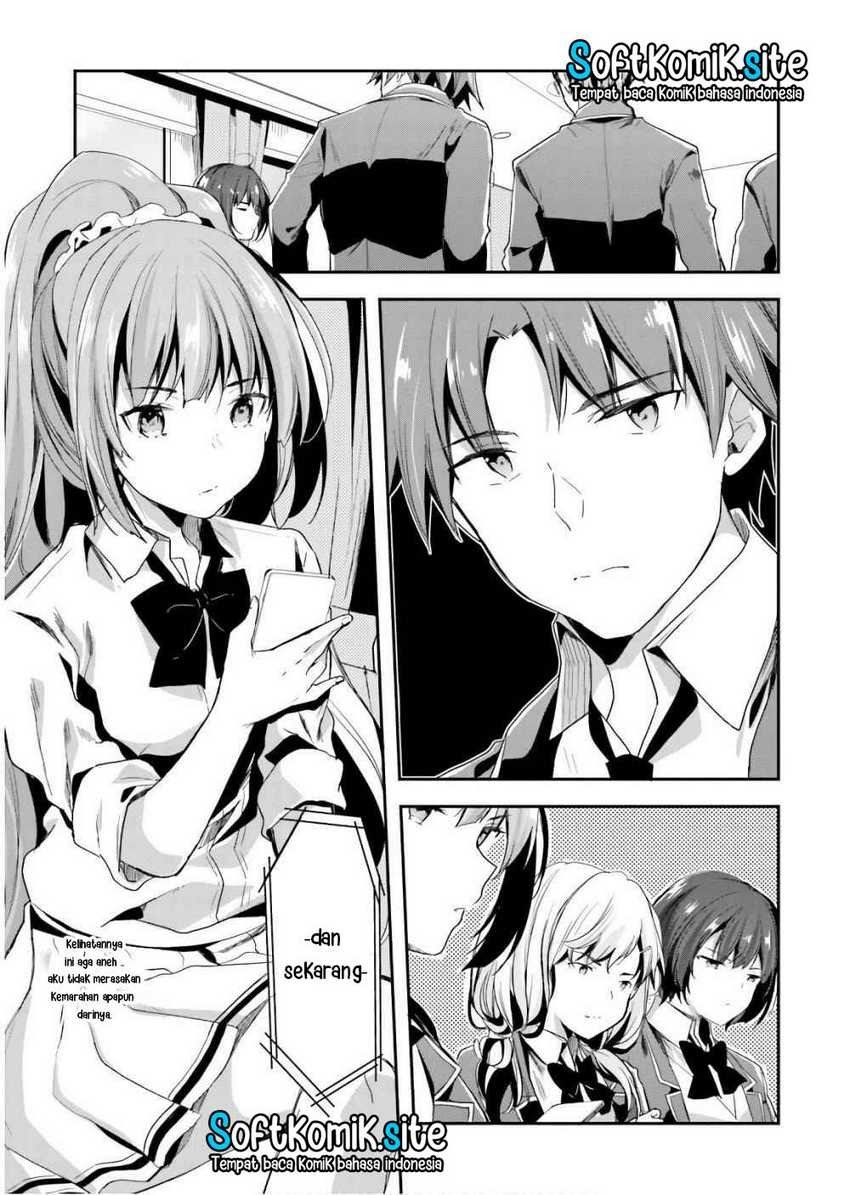 SoftKomik.site
Tempat baca Komik bahasa indonesia
Kelihatannya
ini aga aneh
aku tidak merasakan
Kemarahan apapun
darinya.
-dan
sekarang-
SoftKomik.site
Tempat baca Komik bahasa indonesia